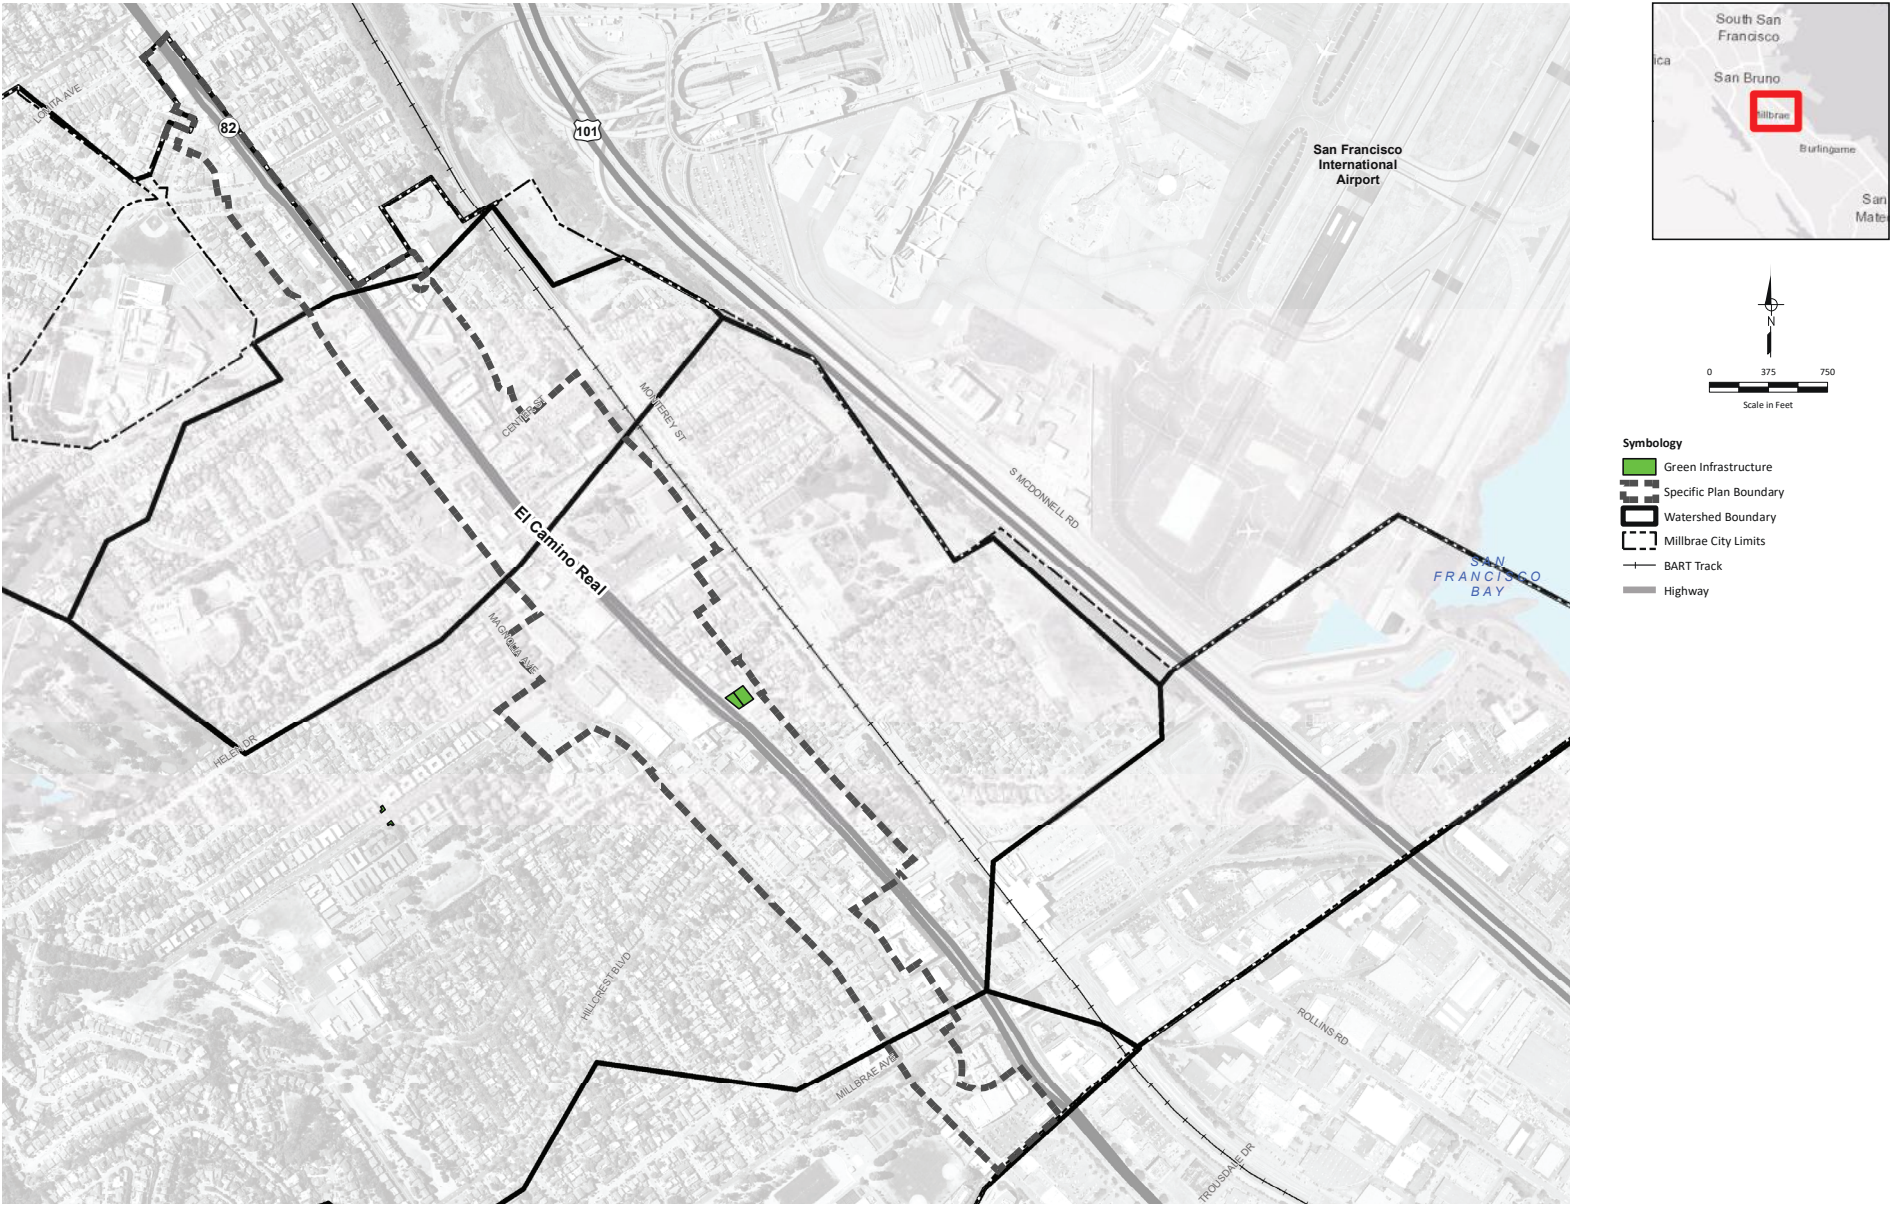 LOMITA AVE
82
101
San Francisco
International
Airport
MONTEREY ST
CENTER ST
S MCDONNELL RD
El Camino Real
SAN
FRANCISCO
BAY
MAGNOLIA AVE
HELEN DR
HILLCREST BLVD
MILLBRAE AVE
ROLLINS RD
TROUSDALE DR
South San
Francisco
ica
San Bruno
illbrae
Burlingame
San
Mate
N
0 375 750
Scale in Feet
Symbology
Green Infrastructure
Specific Plan Boundary
Watershed Boundary
Millbrae City Limits
BART Track
Highway